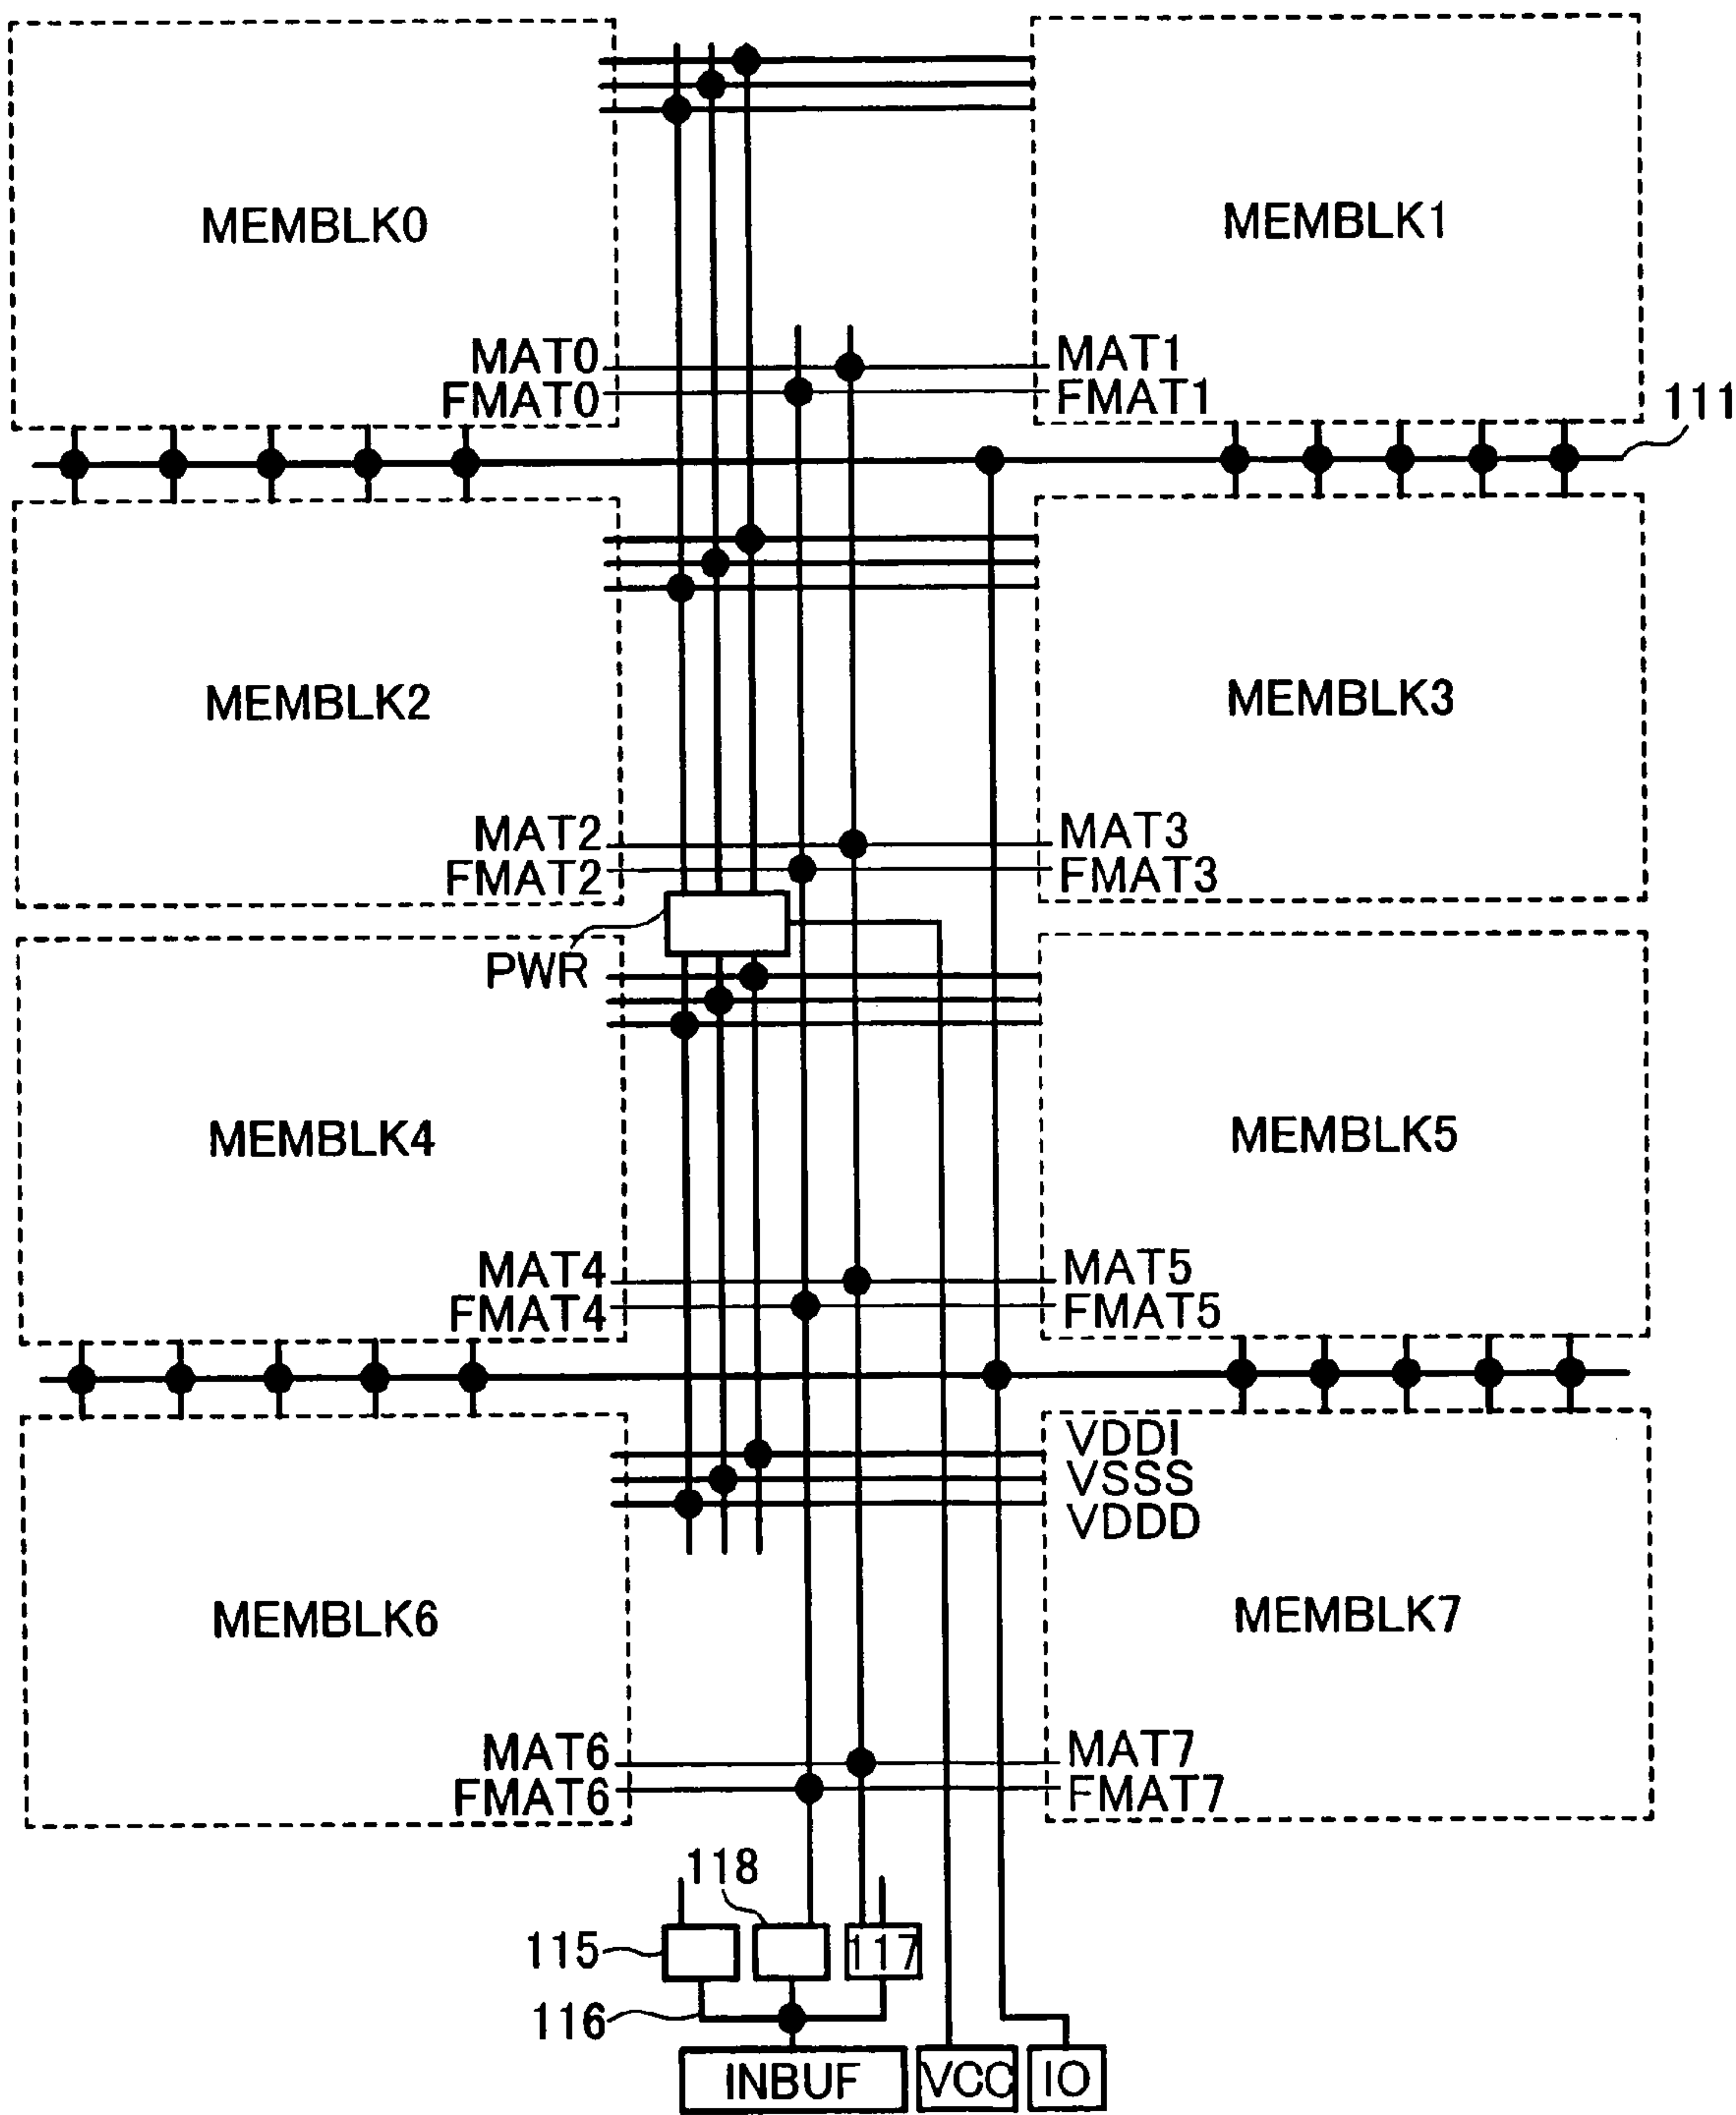 MEMBLK0
MEMBLK1
MAT0
MAT1
FMAT0
FMAT1
111
MEMBLK2
MEMBLK3
MAT2
MAT3
FMAT2
FMAT3
PWR
MEMBLK4
MEMBLK5
MAT4
MAT5
FMAT4
FMAT5
VDDI
VSSS
VDDD
MEMBLK6
MEMBLK7
MAT6
MAT7
FMAT6
FMAT7
118
115
117
116
INBUF
VCC
IO